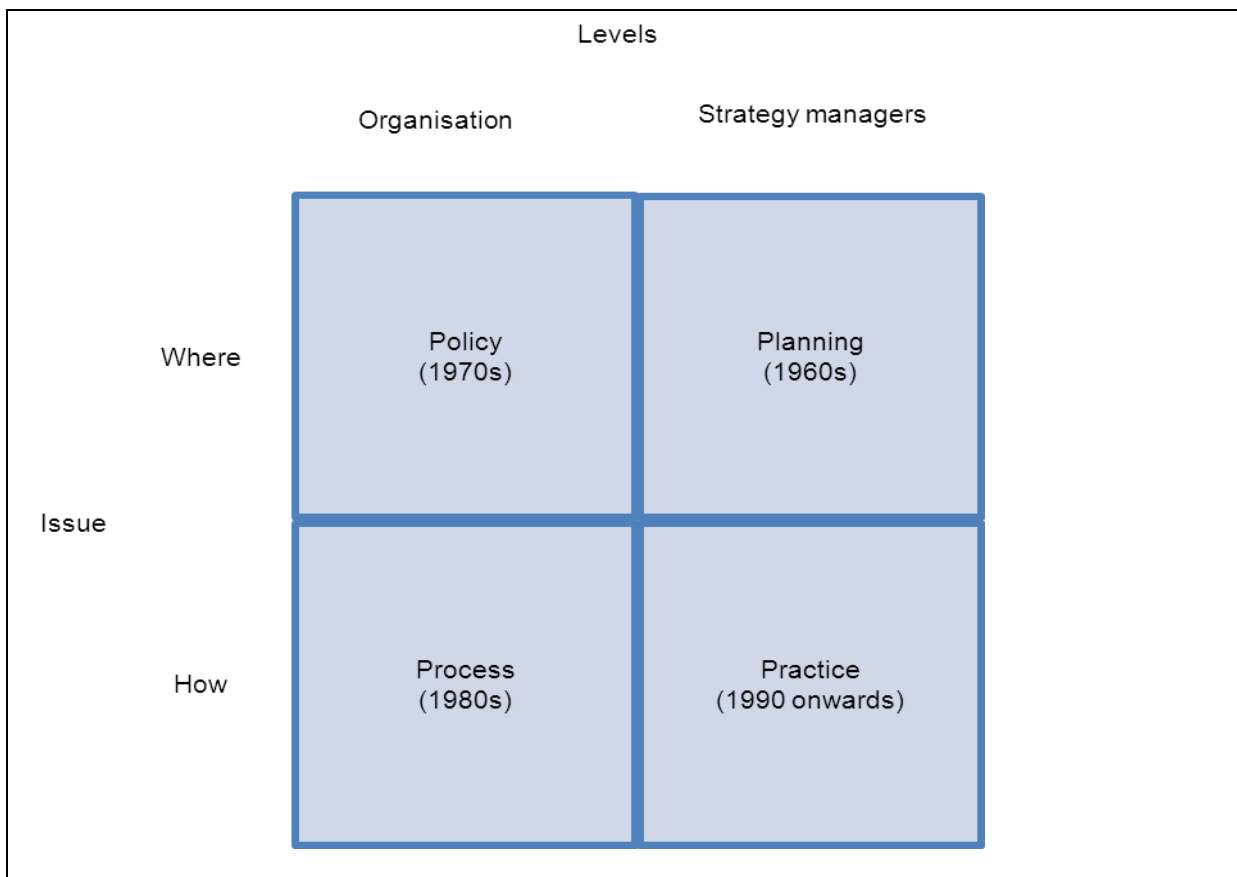 Levels
Organisation
Strategy managers
Where
Policy
(1970s)
Planning
(1960s)
Issue
How
Process
(1980s)
Practice
(1990 onwards)